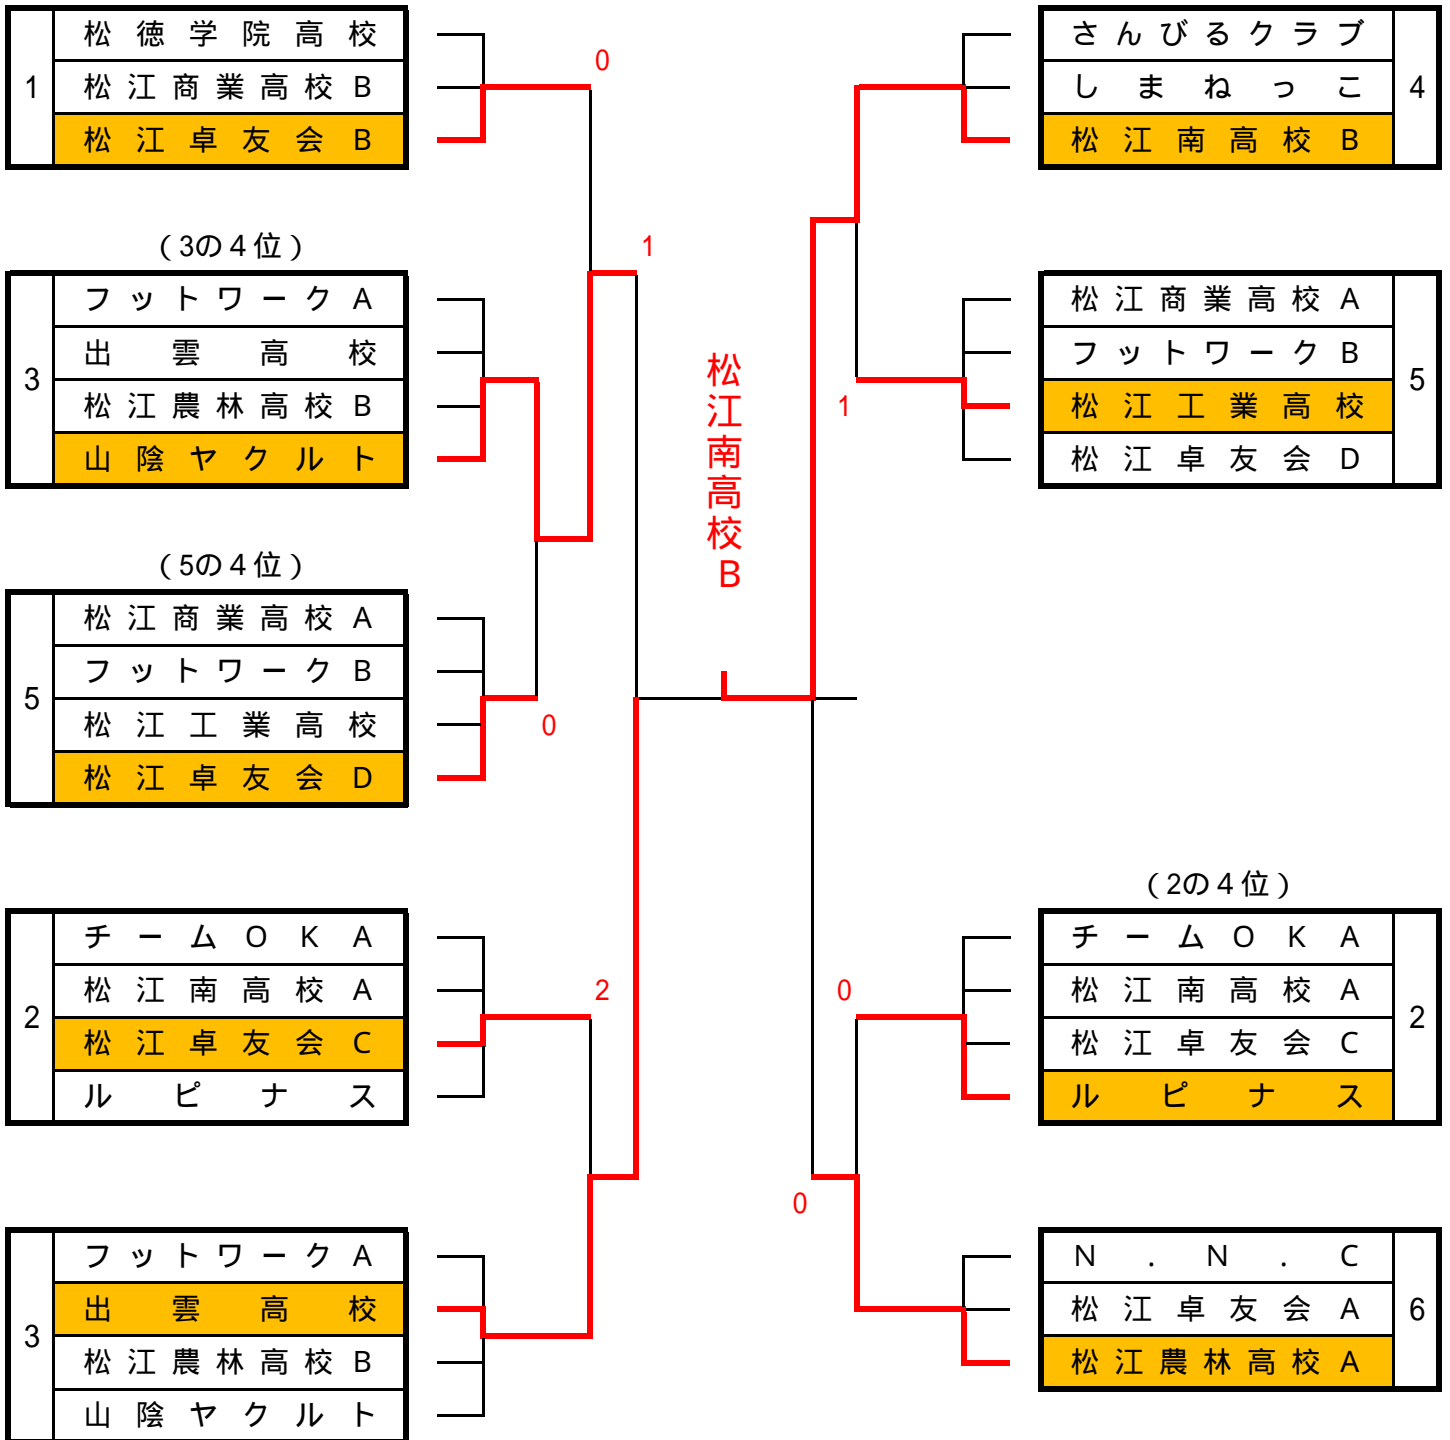 1
松徳学院高校
松江商業高校B
松江卓友会B
0
(3の4位)
1
3
フットワークA
出雲高校
松江農林高校B
山陰ヤクルト
(5の4位)
5
松江商業高校A
フットワークB
松江工業高校
松江卓友会D
0
2
チームOKA
松江南高校A
松江卓友会C
ルピナス
2
3
フットワークA
出雲高校
松江農林高校B
山陰ヤクルト
松江南高校B
さんびるクラブ
しまねっこ
松江南高校B
4
松江商業高校A
フットワークB
松江工業高校
松江卓友会D
5
1
(2の4位)
チームOKA
松江南高校A
松江卓友会C
ルピナス
2
0
0
N.N.C
松江卓友会A
松江農林高校A
6